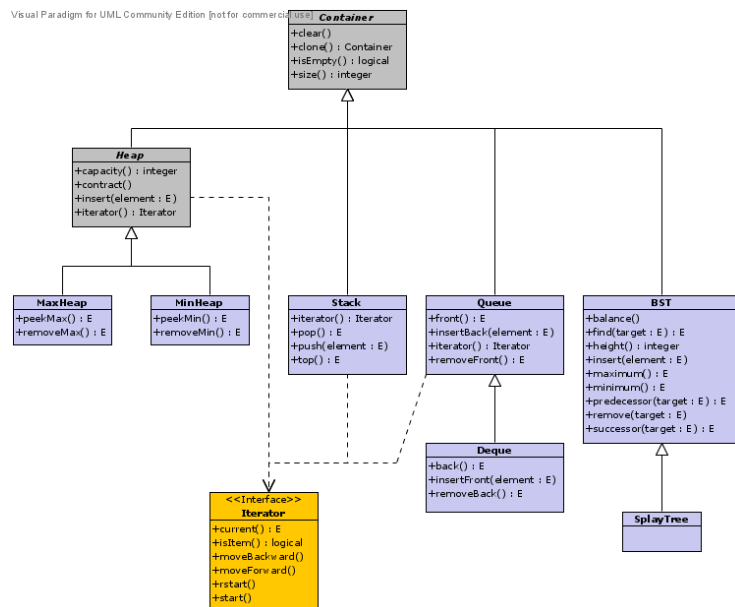 Visual Paradigm for UML Community Edition [not for commercial use]
Container
+clear()
+clone() : Container
+isEmpty() : logical
+size() : integer
Heap
+capacity() : integer
+contract()
+insert(element : E)
+iterator() : Iterator
MaxHeap
+peekMax() : E
+removeMax() : E
MinHeap
+peekMin() : E
+removeMin() : E
Stack
+iterator() : Iterator
+pop() : E
+push(element : E)
+top() : E
Queue
+front() : E
+insertBack(element : E)
+iterator() : Iterator
+removeFront() : E
BST
+balance()
+find(target : E) : E
+height() : integer
+insert(element : E)
+maximum() : E
+minimum() : E
+predecessor(target : E) : E
+remove(target : E)
+successor(target : E) : E
Deque
+back() : E
+insertFront(element : E)
+removeBack() : E
<<Interface>>
Iterator
+current() : E
+isItem() : logical
+moveBackward()
+moveForward()
+rstart()
+start()
SplayTree